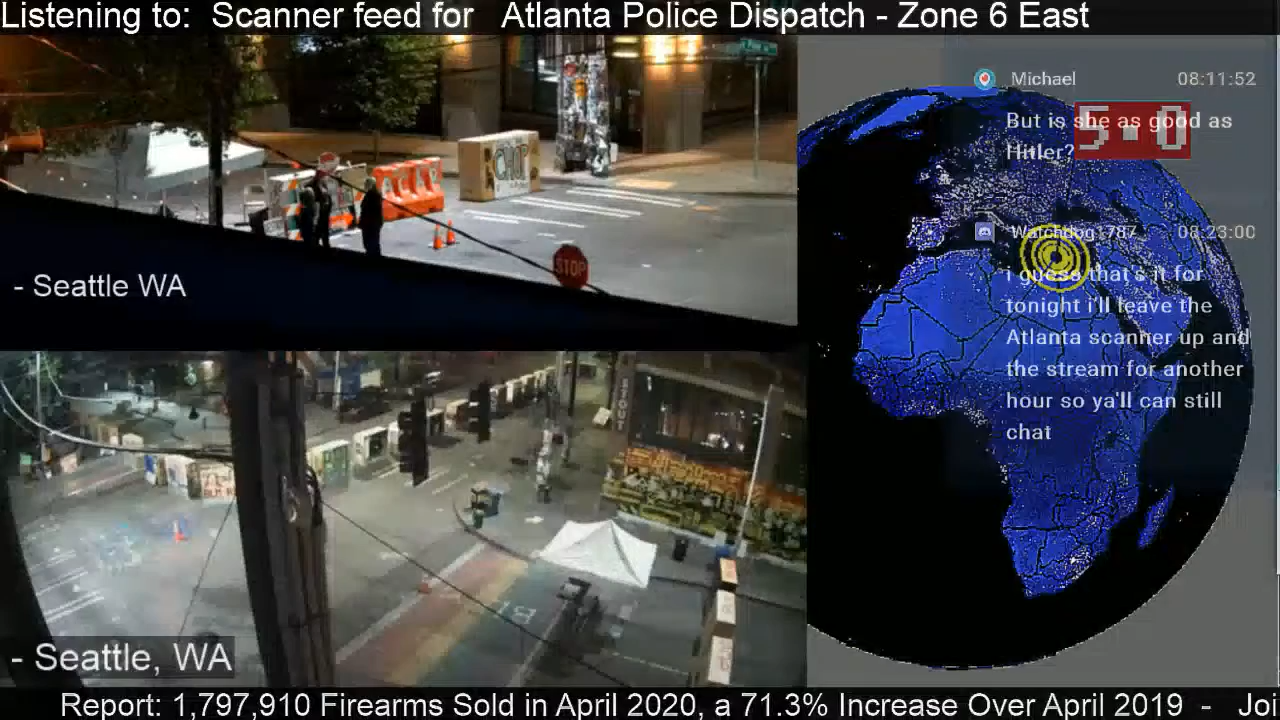 Listening to:  Scanner feed for   Atlanta Police Dispatch - Zone 6 East
CHOP
STOP
- Seattle WA
- Seattle, WA
Michael 08:11:52
But is she as good as
Hitler?
5-0
Watchdog1787 08:23:00
i guess that's it for
tonight i'll leave the
Atlanta scanner up and
the stream for another
hour so ya'll can still
chat
Report: 1,797,910 Firearms Sold in April 2020, a 71.3% Increase Over April 2019  -   Joi